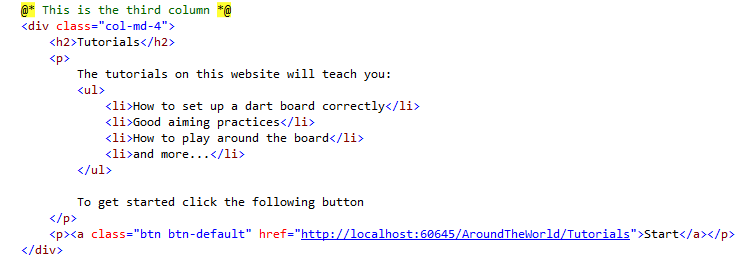 @* This is the third column *@
<div class="col-md-4">
    <h2>Tutorials</h2>
    <p>
        The tutorials on this website will teach you:
        <ul>
            <li>How to set up a dart board correctly</li>
            <li>Good aiming practices</li>
            <li>How to play around the board</li>
            <li>and more...</li>
        </ul>

        To get started click the following button
    </p>
    <p><a class="btn btn-default" href="http://localhost:60645/AroundTheWorld/Tutorials">Start</a></p>
</div>